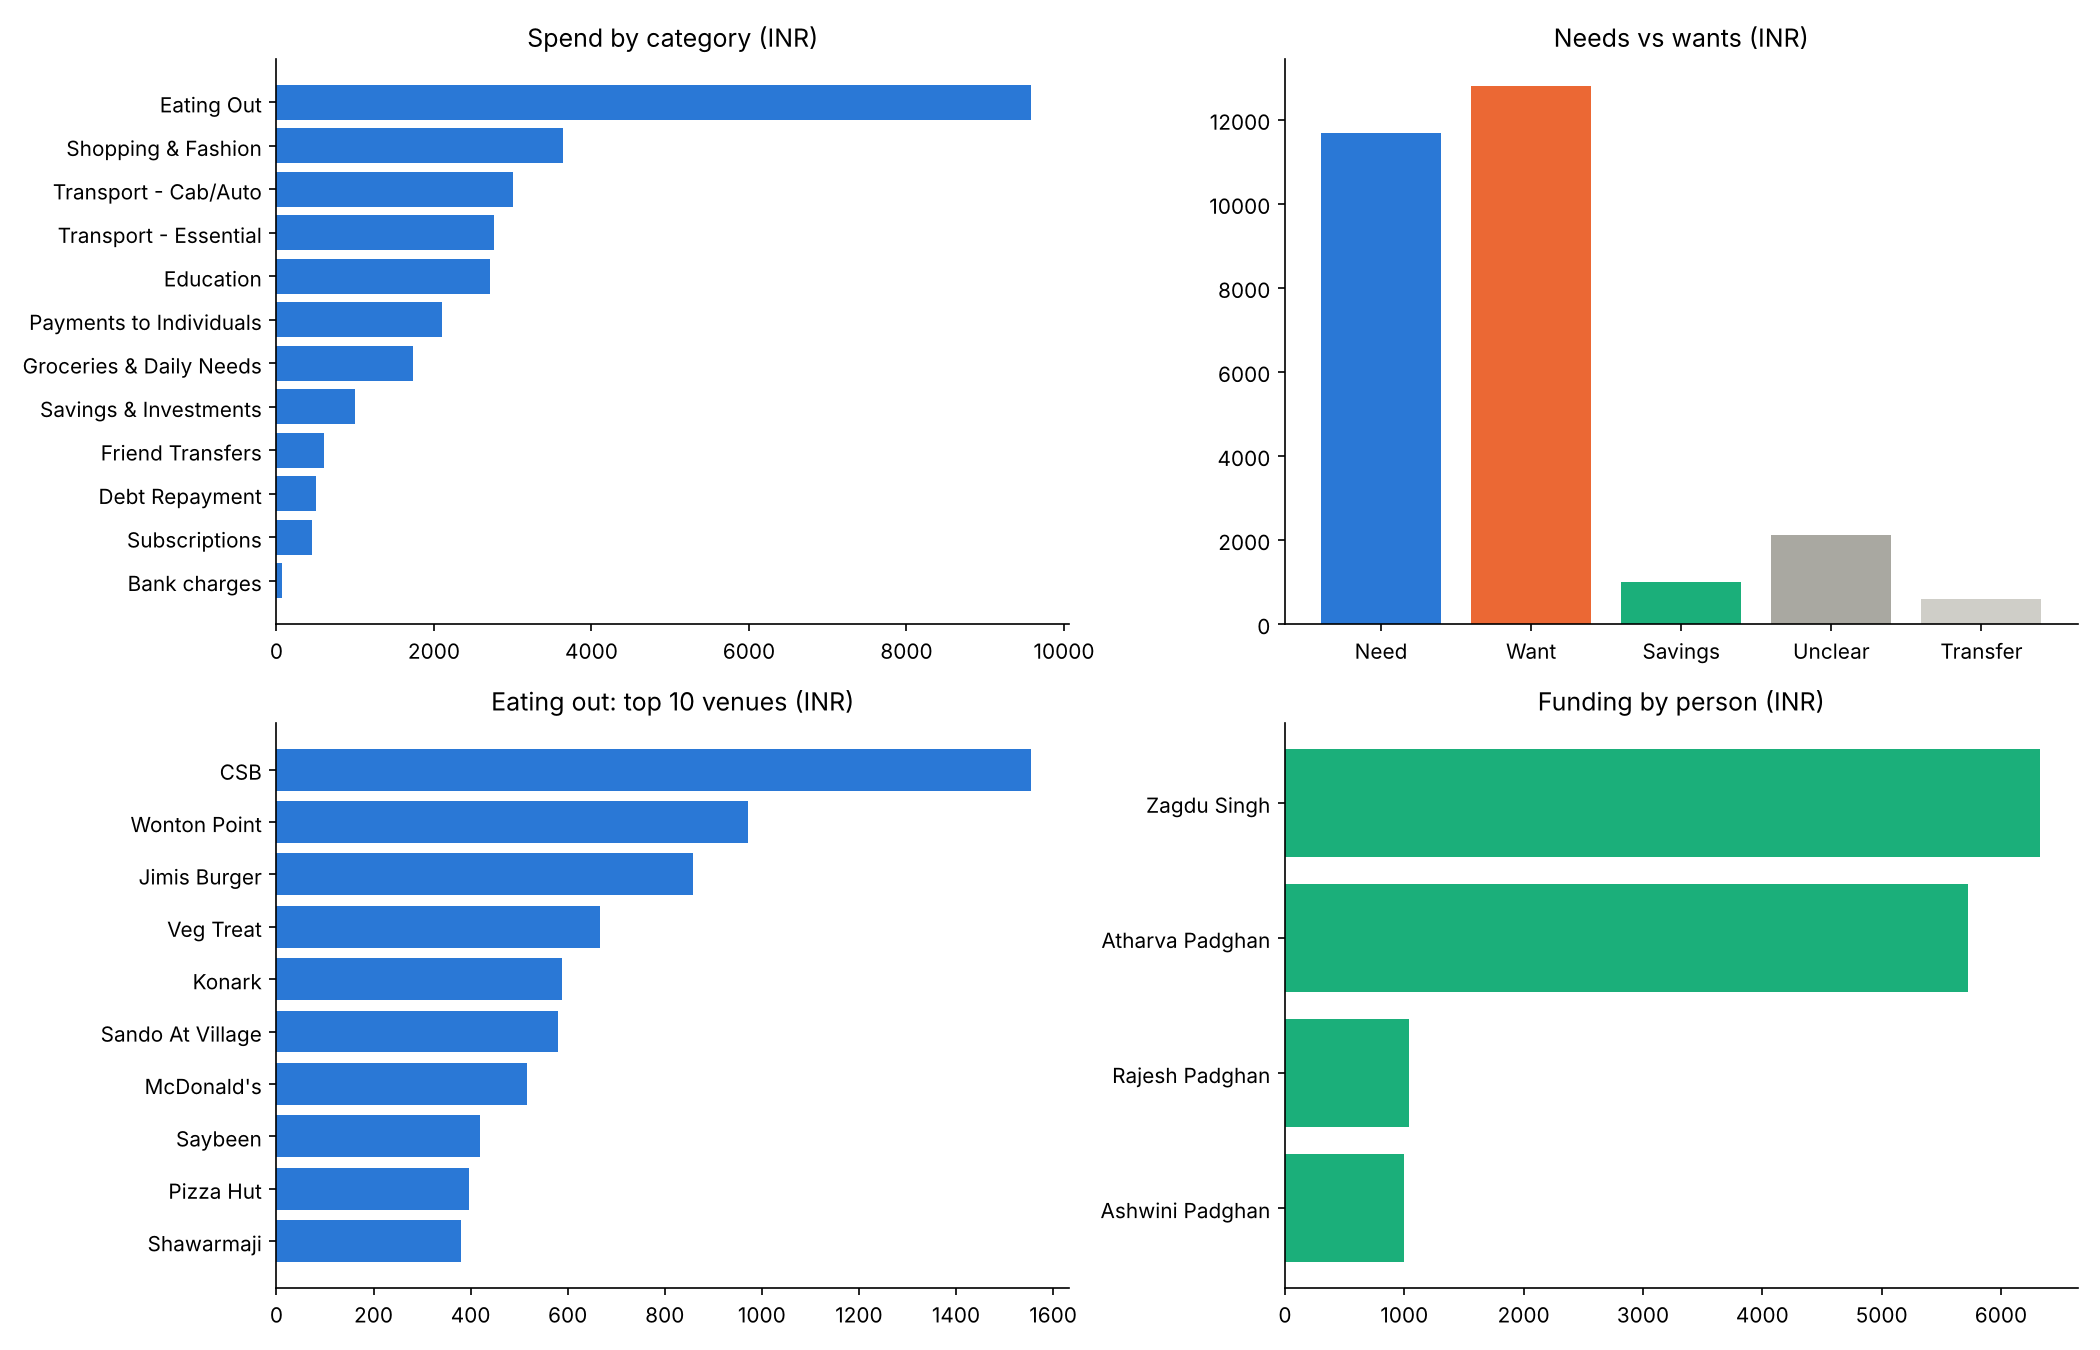 Spend by category (INR)
Eating Out
Shopping & Fashion
Transport - Cab/Auto
Transport - Essential
Education
Payments to Individuals
Groceries & Daily Needs
Savings & Investments
Friend Transfers
Debt Repayment
Subscriptions
Bank charges
0 2000 4000 6000 8000 10000
Needs vs wants (INR)
12000
10000
8000
6000
4000
2000
0
Need Want Savings Unclear Transfer
Eating out: top 10 venues (INR)
CSB
Wonton Point
Jimis Burger
Veg Treat
Konark
Sando At Village
McDonald's
Saybeen
Pizza Hut
Shawarmaji
0 200 400 600 800 1000 1200 1400 1600
Funding by person (INR)
Zagdu Singh
Atharva Padghan
Rajesh Padghan
Ashwini Padghan
0 1000 2000 3000 4000 5000 6000